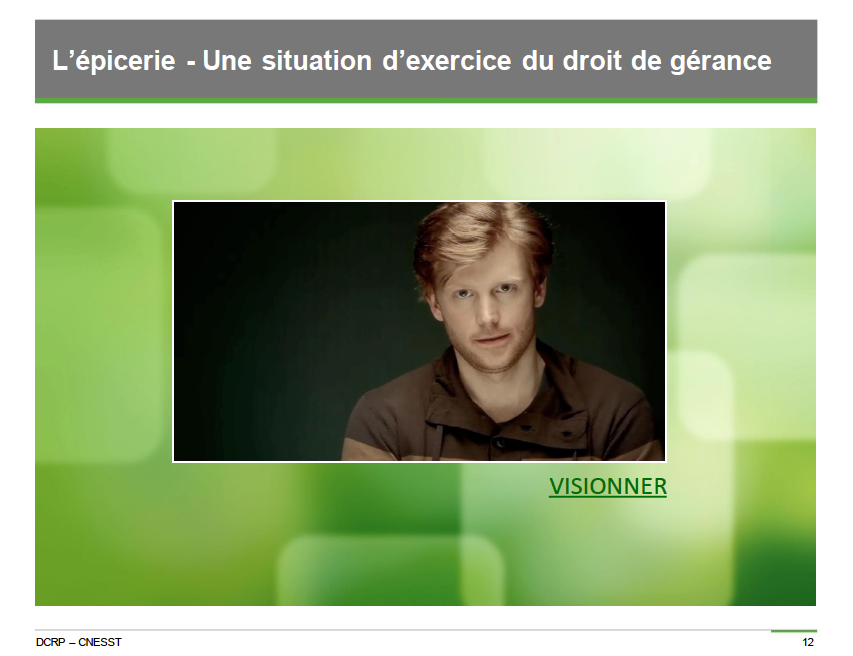 L’épicerie - Une situation d’exercice du droit de gérance
VISIONNER
DCRP – CNESST
12